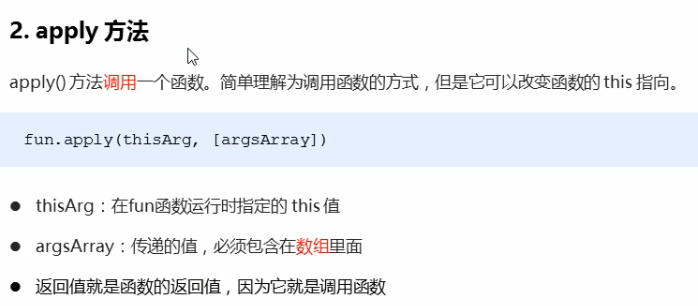 2. apply 方法
apply() 方法调用一个函数。简单理解为调用函数的方式，但是它可以改变函数的 this 指向。
fun.apply(thisArg, [argsArray])
● thisArg：在fun函数运行时指定的 this 值
● argsArray：传递的值，必须包含在数组里面
● 返回值就是函数的返回值，因为它就是调用函数